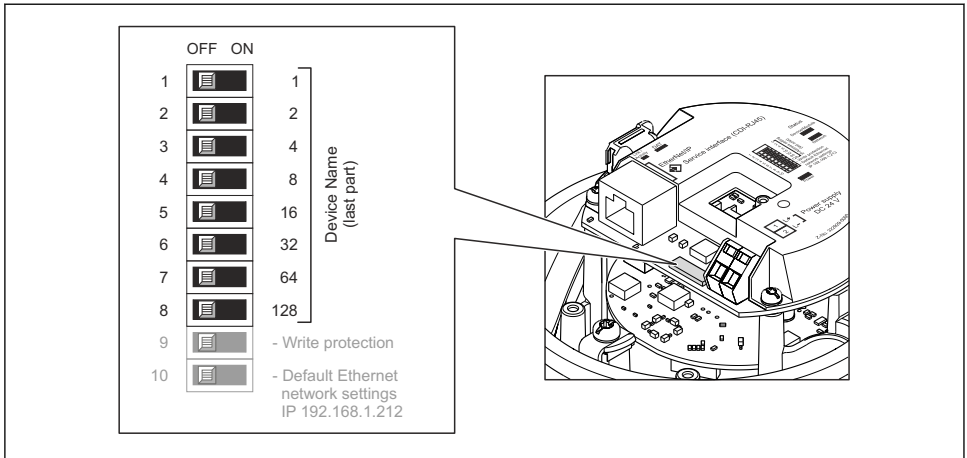 OFF ON
1 1
2 2
3 4
4 8
5 16
6 32
7 64
8 128
Device Name
(last part)
9 - Write protection
10 - Default Ethernet
network settings
IP 192.168.1.212
EtherNet/IP
Service interface (CDI-RJ45)
Status
Power supply
DC 24 V
L+
L-
1
2